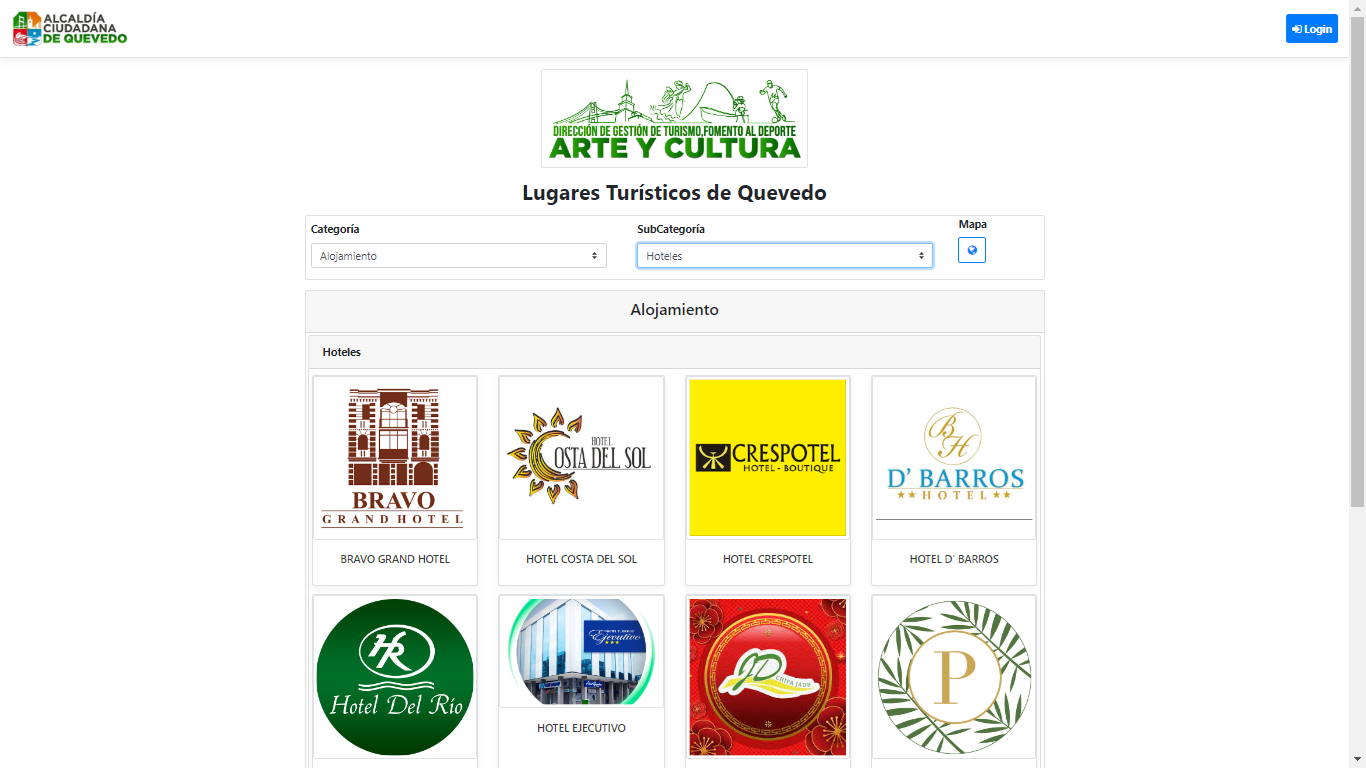 ALCALDÍA
CIUDADANA
DE QUEVEDO
Login
DIRECCIÓN DE GESTIÓN DE TURISMO,FOMENTO AL DEPORTE
ARTE Y CULTURA
Lugares Turísticos de Quevedo
Categoría
SubCategoría
Mapa
Alojamiento
Hoteles
Alojamiento
Hoteles
BRAVO
GRAND HOTEL
HOTEL
COSTA DEL SOL
CRESPOTEL
HOTEL - BOUTIQUE
BH
D' BARROS
HOTEL
BRAVO GRAND HOTEL
HOTEL COSTA DEL SOL
HOTEL CRESPOTEL
HOTEL D´ BARROS
HR
Hotel Del Río
Ejecutivo
JD
CHIFA JADE
P
HOTEL EJECUTIVO